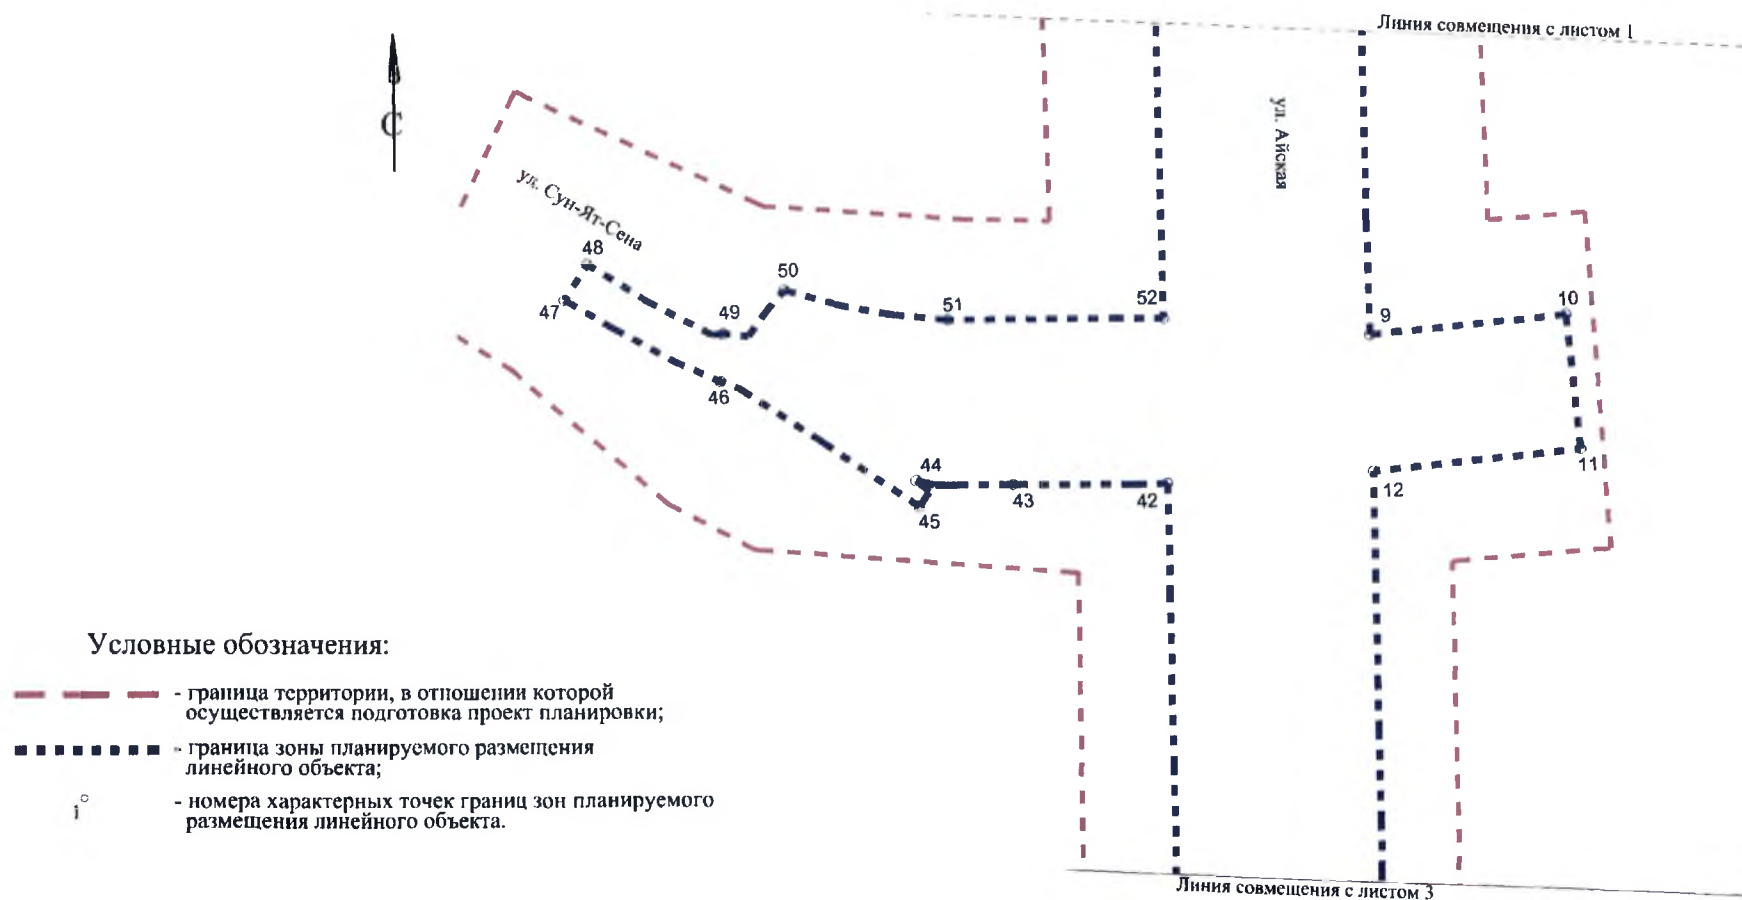 Линия совмещения с листом 1
С
ул. Айская
ул. Сун-Ят-Сена
48
50
47
49
51
52
9
10
46
44
45
43
42
12
11
Условные обозначения:
- граница территории, в отношении которой
осуществляется подготовка проект планировки;
- граница зоны планируемого размещения
линейного объекта;
1
- номера характерных точек границ зон планируемого
размещения линейного объекта.
Линия совмещения с листом 3